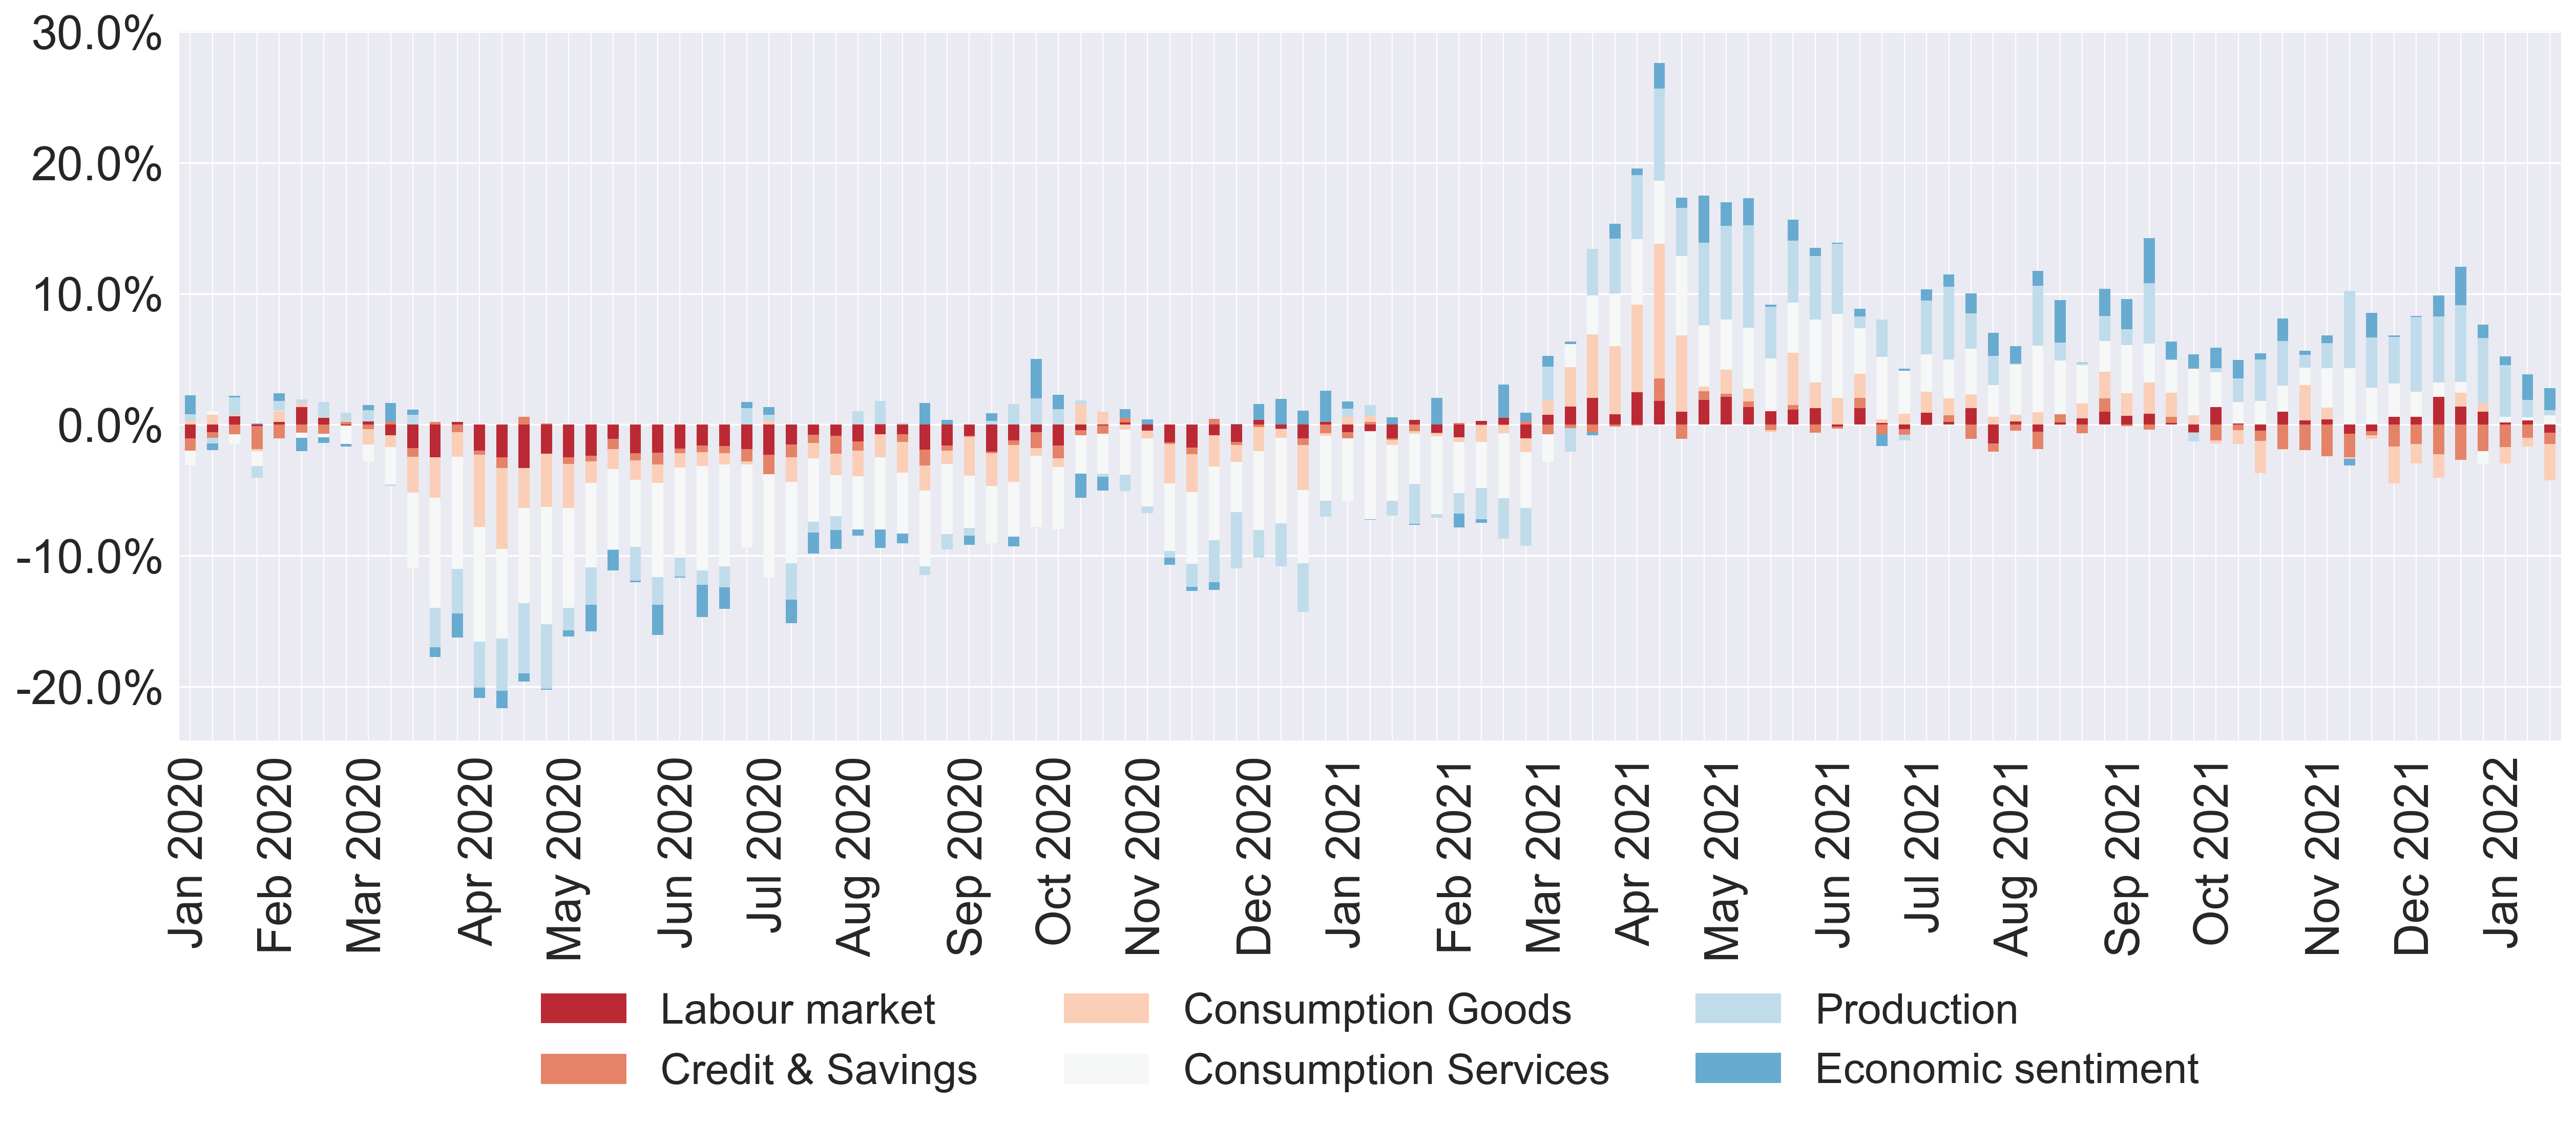 30.0%
20.0%
10.0%
0.0%
-10.0%
-20.0%
Jan 2020
Feb 2020
Mar 2020
Apr 2020
May 2020
Jun 2020
Jul 2020
Aug 2020
Sep 2020
Oct 2020
Nov 2020
Dec 2020
Jan 2021
Feb 2021
Mar 2021
Apr 2021
May 2021
Jun 2021
Jul 2021
Aug 2021
Sep 2021
Oct 2021
Nov 2021
Dec 2021
Jan 2022
Labour market
Consumption Goods
Production
Credit & Savings
Consumption Services
Economic sentiment